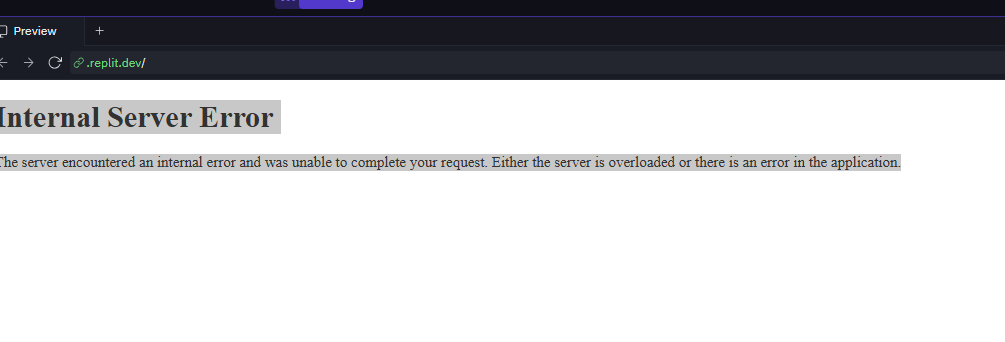 Preview
.replit.dev/
Internal Server Error
The server encountered an internal error and was unable to complete your request. Either the server is overloaded or there is an error in the application.